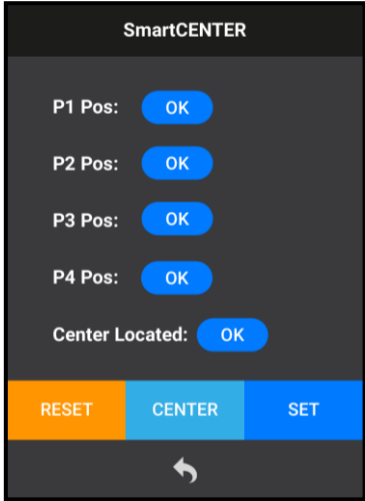 SmartCENTER
P1 Pos: OK
P2 Pos: OK
P3 Pos: OK
P4 Pos: OK
Center Located: OK
RESET CENTER SET